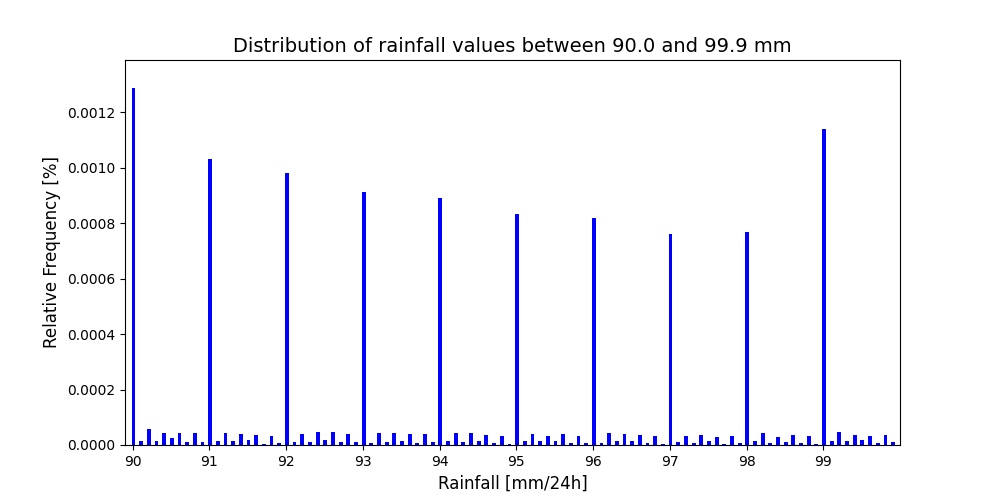 Distribution of rainfall values between 90.0 and 99.9 mm
Relative Frequency [%]
0.0012
0.0010
0.0008
0.0006
0.0004
0.0002
0.0000
90 91 92 93 94 95 96 97 98 99
Rainfall [mm/24h]